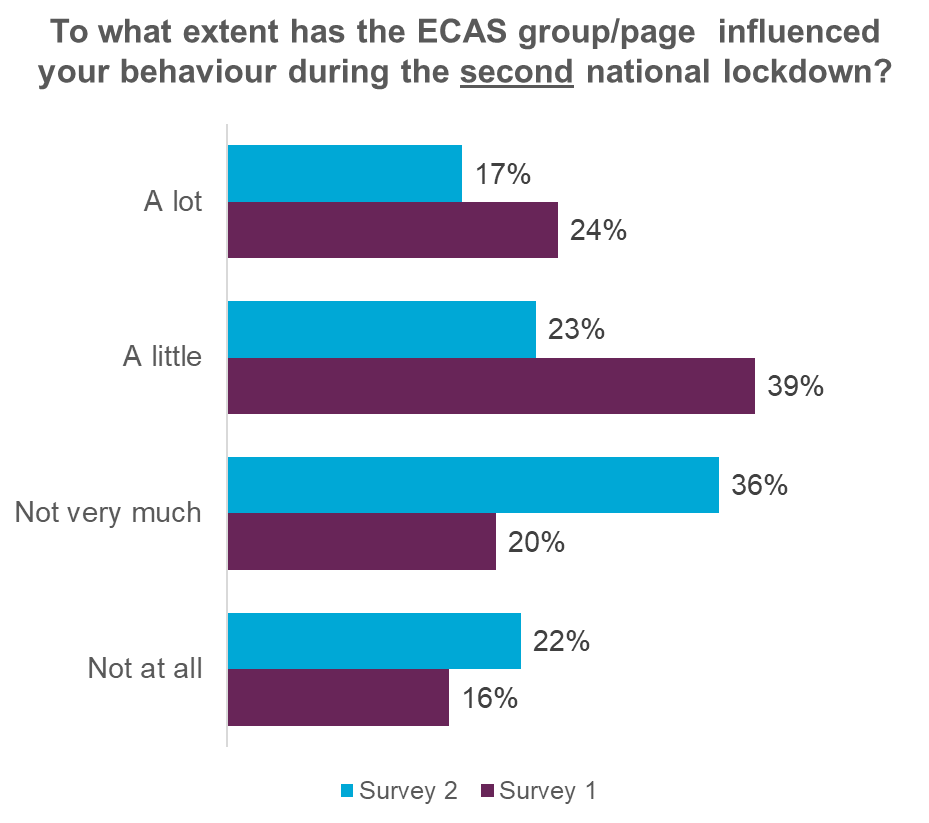 To what extent has the ECAS group/page influenced
your behaviour during the second national lockdown?
A lot
17%
24%
A little
23%
39%
Not very much
36%
20%
Not at all
22%
16%
Survey 2 Survey 1